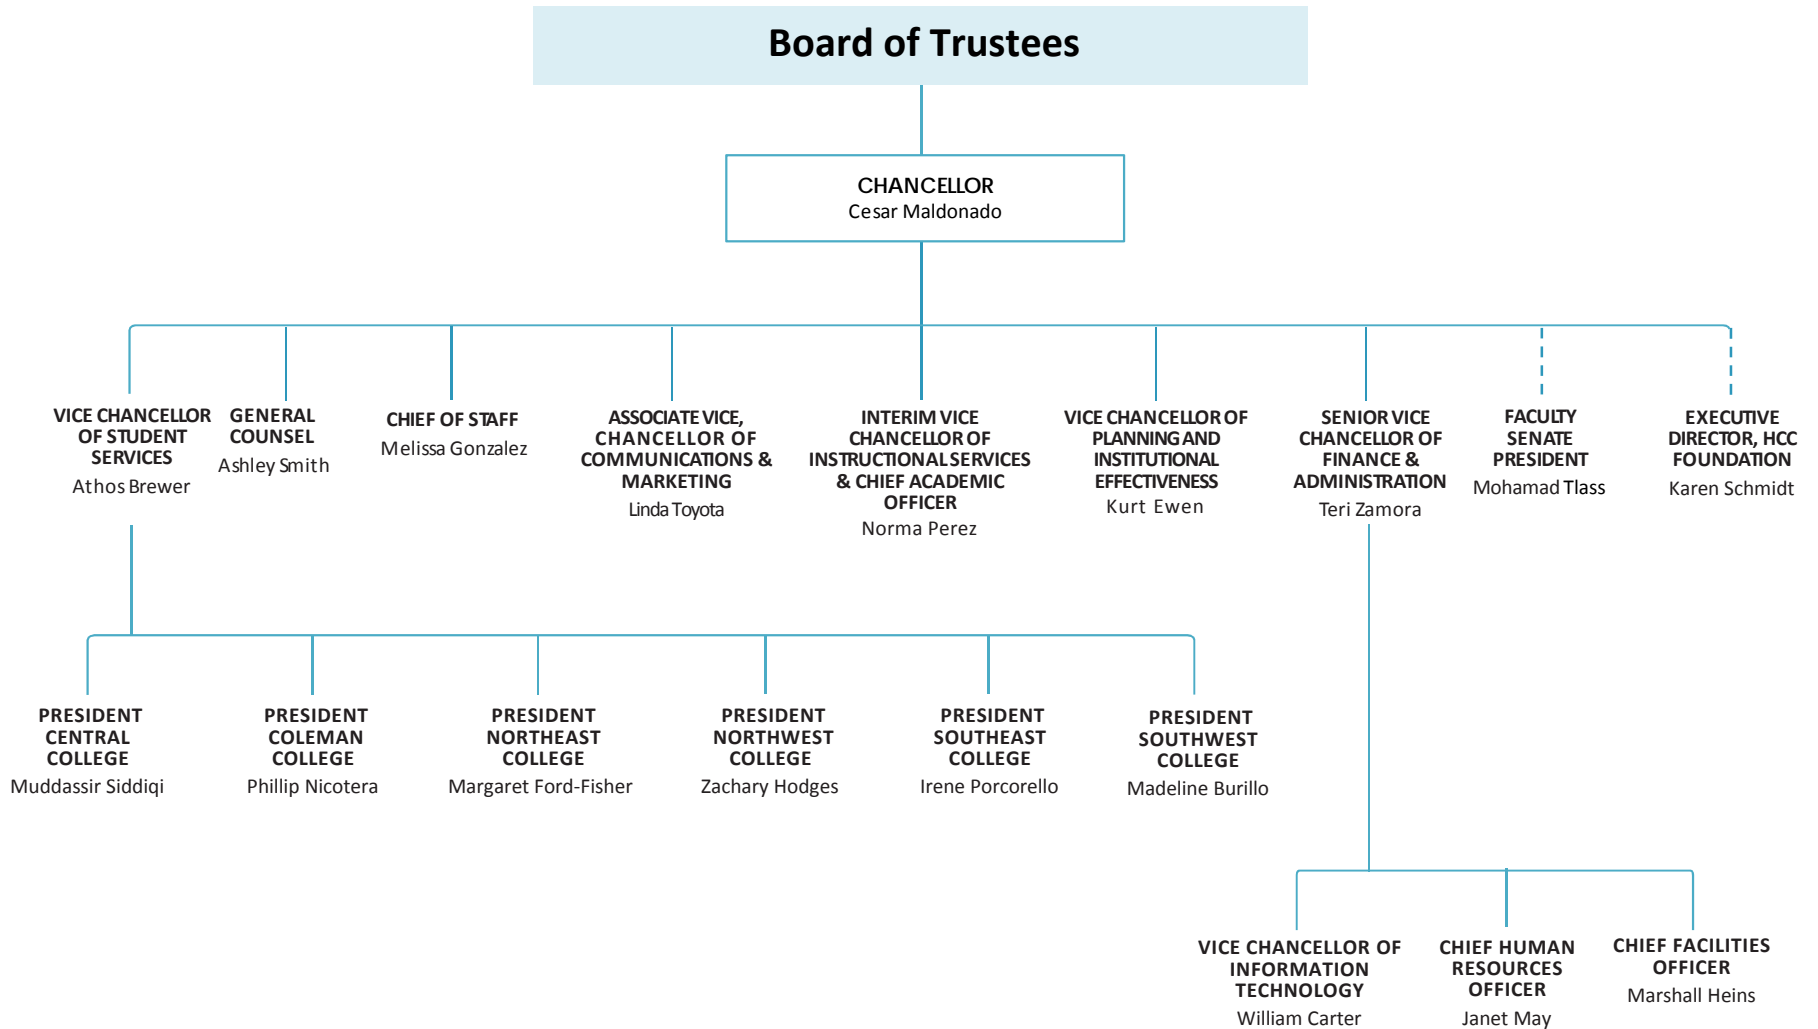 Board of Trustees
CHANCELLOR
Cesar Maldonado
VICE CHANCELLOR
OF STUDENT
SERVICES
Athos Brewer
GENERAL
COUNSEL
Ashley Smith
CHIEF OF STAFF
Melissa Gonzalez
ASSOCIATE VICE,
CHANCELLOR OF
COMMUNICATIONS &
MARKETING
Linda Toyota
INTERIM VICE
CHANCELLOR OF
INSTRUCTIONAL SERVICES
& CHIEF ACADEMIC
OFFICER
Norma Perez
VICE CHANCELLOR OF
PLANNING AND
INSTITUTIONAL
EFFECTIVENESS
Kurt Ewen
SENIOR VICE
CHANCELLOR OF
FINANCE &
ADMINISTRATION
Teri Zamora
FACULTY
SENATE
PRESIDENT
Mohamad Tlass
EXECUTIVE
DIRECTOR, HCC
FOUNDATION
Karen Schmidt
PRESIDENT
CENTRAL
COLLEGE
Muddassir Siddiqi
PRESIDENT
COLEMAN
COLLEGE
Phillip Nicotera
PRESIDENT
NORTHEAST
COLLEGE
Margaret Ford-Fisher
PRESIDENT
NORTHWEST
COLLEGE
Zachary Hodges
PRESIDENT
SOUTHEAST
COLLEGE
Irene Porcorello
PRESIDENT
SOUTHWEST
COLLEGE
Madeline Burillo
VICE CHANCELLOR OF
INFORMATION
TECHNOLOGY
William Carter
CHIEF HUMAN
RESOURCES
OFFICER
Janet May
CHIEF FACILITIES
OFFICER
Marshall Heins